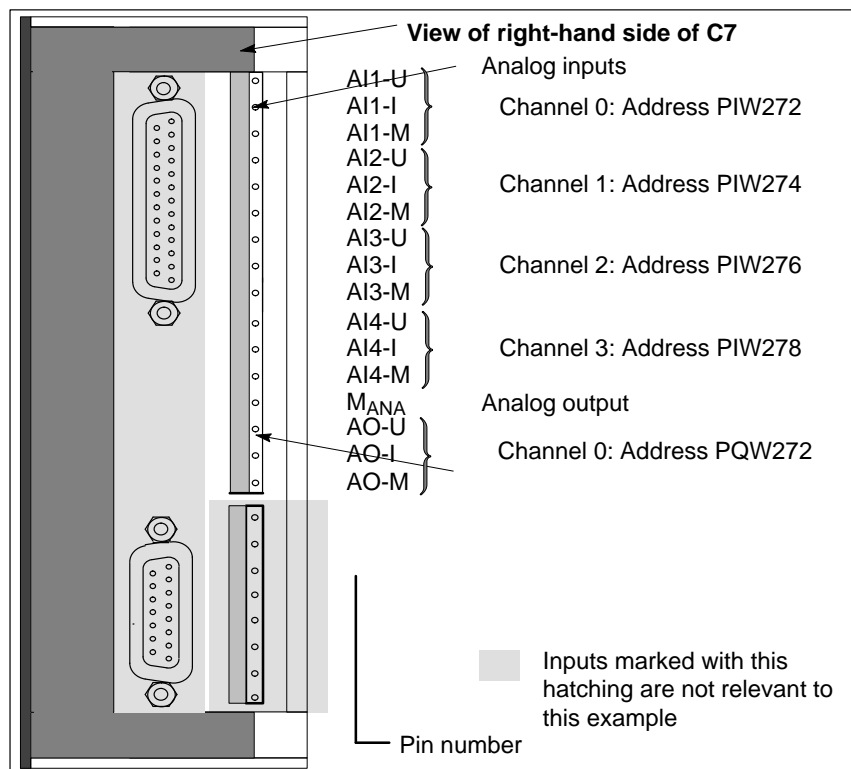 View of right-hand side of C7
Analog inputs
AI1-U
AI1-I
AI1-M
Channel 0: Address PIW272
AI2-U
AI2-I
AI2-M
Channel 1: Address PIW274
AI3-U
AI3-I
AI3-M
Channel 2: Address PIW276
AI4-U
AI4-I
AI4-M
Channel 3: Address PIW278
MANA
Analog output
AO-U
AO-I
AO-M
Channel 0: Address PQW272
Inputs marked with this
hatching are not relevant to
this example
Pin number